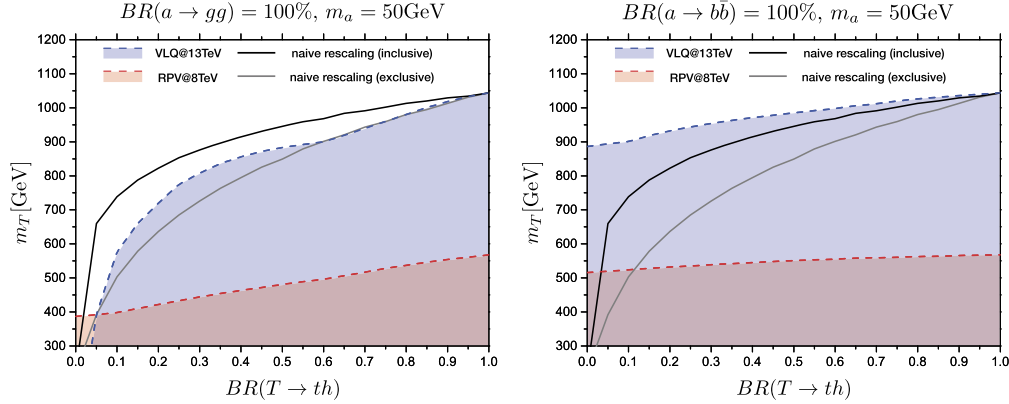 BR(a → gg) = 100%, m_a = 50GeV
VLQ@13TeV naive rescaling (inclusive)
RPV@8TeV naive rescaling (exclusive)
1200
1100
1000
900
800
700
600
500
400
300
m_T[GeV]
0.0 0.1 0.2 0.3 0.4 0.5 0.6 0.7 0.8 0.9 1.0
BR(T → th)
BR(a → bb̄) = 100%, m_a = 50GeV
VLQ@13TeV naive rescaling (inclusive)
RPV@8TeV naive rescaling (exclusive)
1200
1100
1000
900
800
700
600
500
400
300
m_T[GeV]
0.0 0.1 0.2 0.3 0.4 0.5 0.6 0.7 0.8 0.9 1.0
BR(T → th)